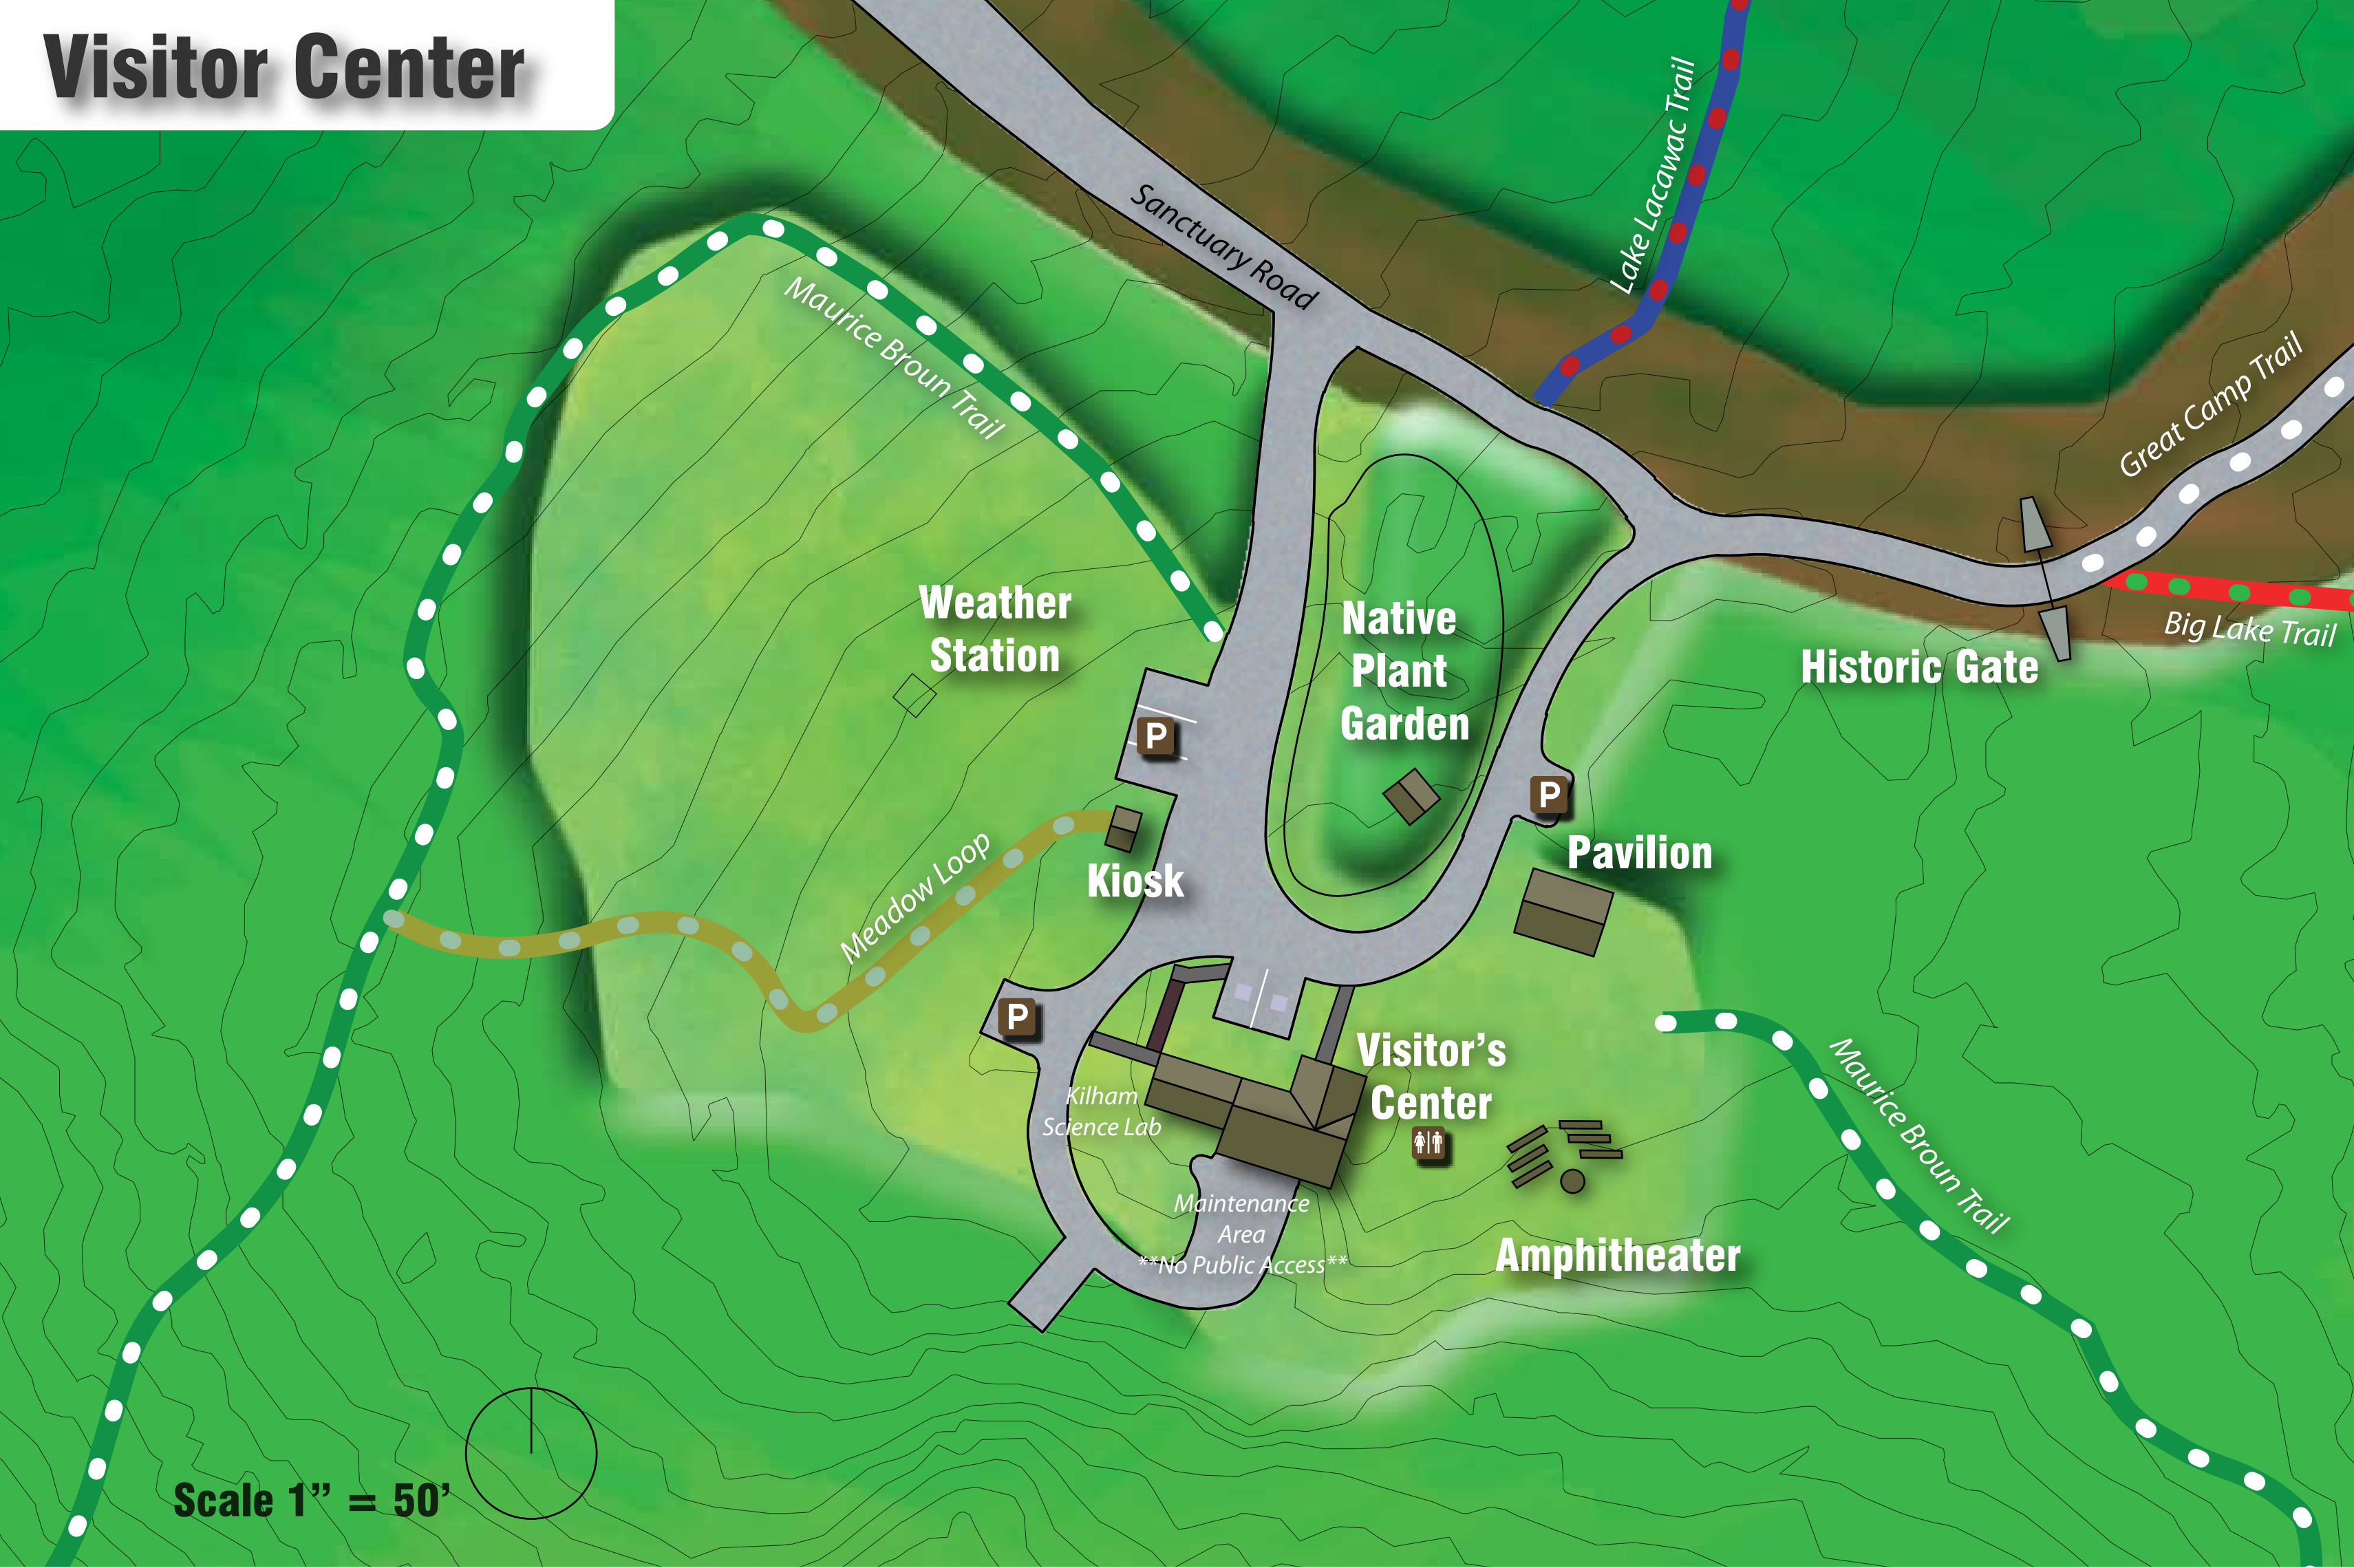 Visitor Center
Lake Lacawac Trail
Sanctuary Road
Maurice Broun Trail
Great Camp Trail
Weather
Station
Native
Plant
Garden
Big Lake Trail
Historic Gate
P
P
Pavilion
Kiosk
Meadow Loop
P
Visitor’s
Center
Kilham
Science Lab
Maurice Broun Trail
Maintenance
Area
**No Public Access**
Amphitheater
Scale 1” = 50’